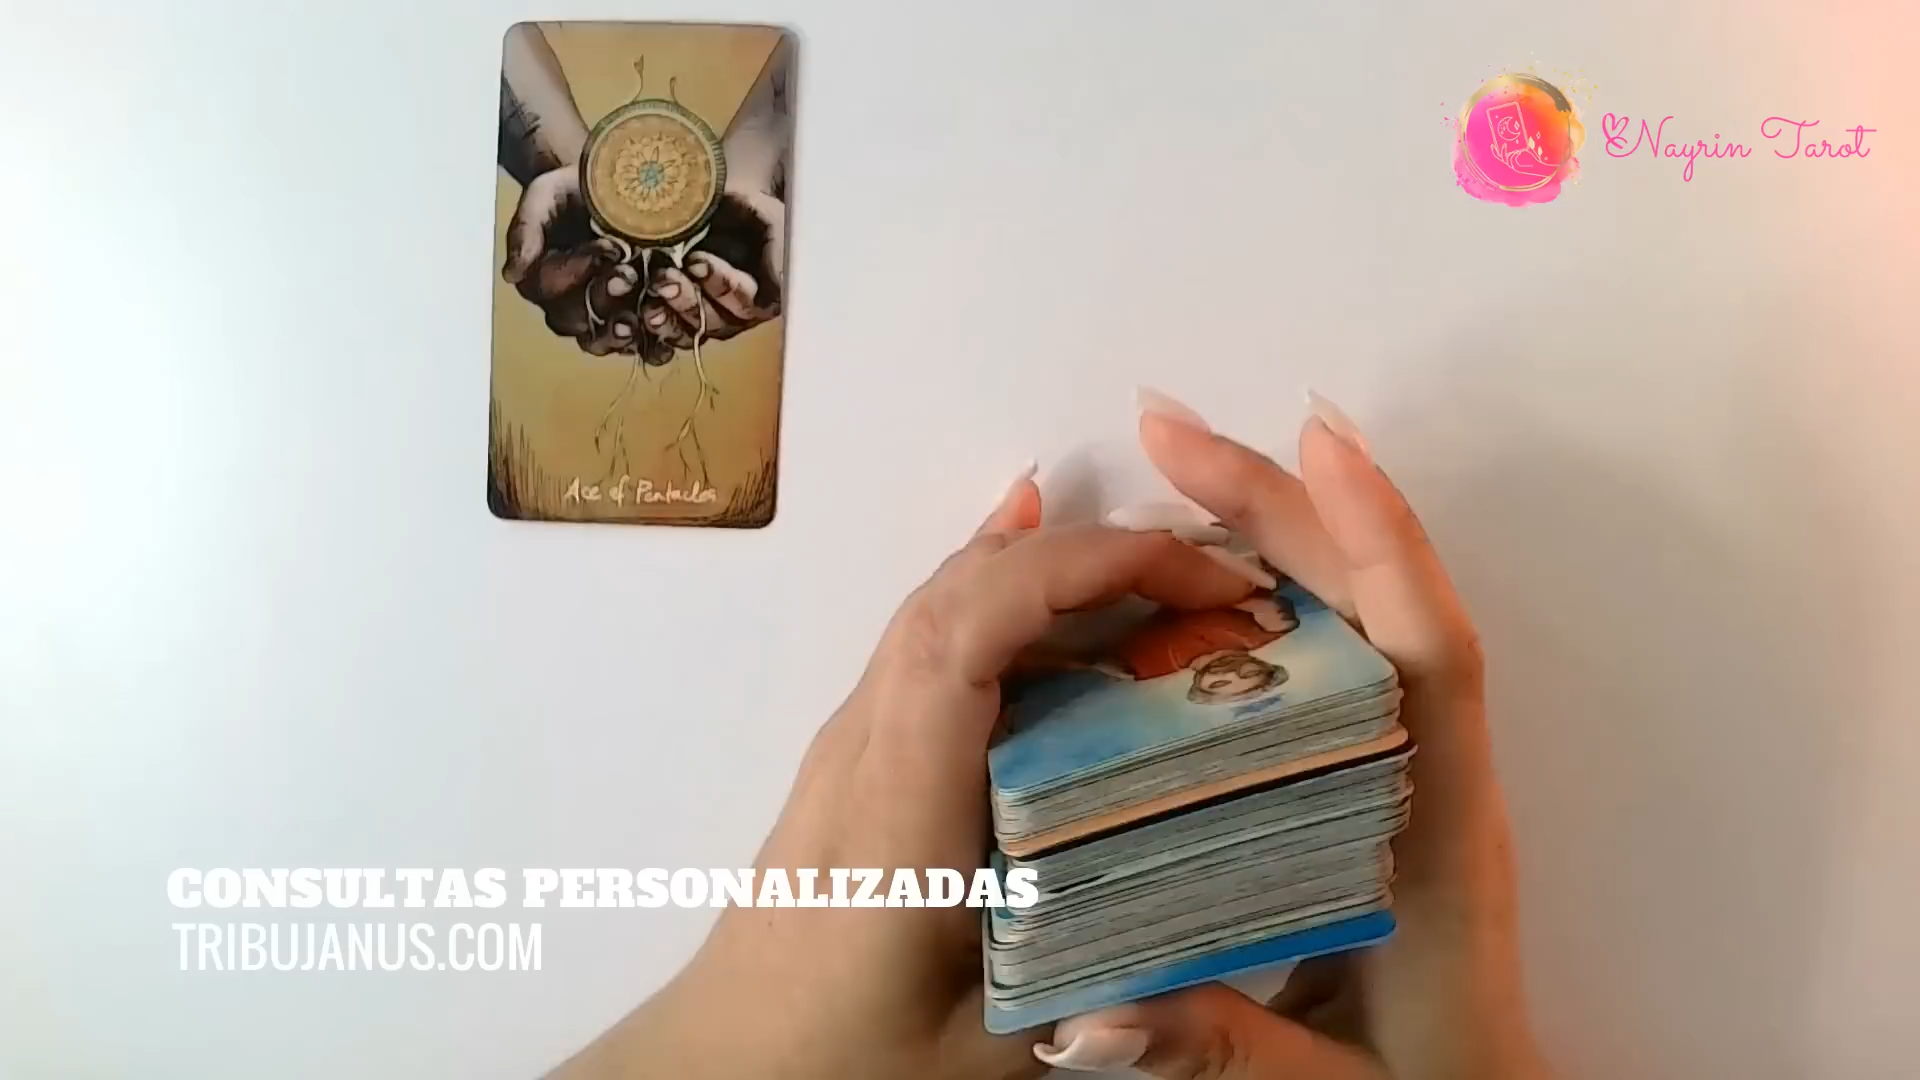 Nayrin Tarot
Ace of Pentacles
CONSULTAS PERSONALIZADAS
TRIBUJANUS.COM